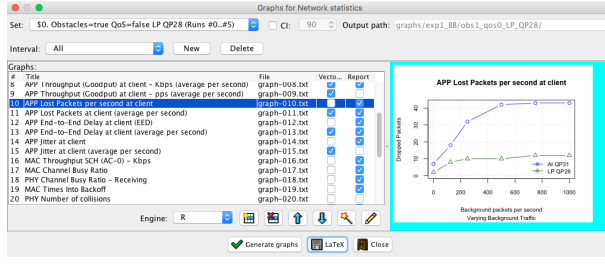 Graphs for Network statistics
Set: $0. Obstacles=true QoS=false LP QP28 (Runs #0..#5) CI: 90 Output path: graphs/exp1_BB/obs1_qos0_LP_QP28/
Interval: All New Delete
Graphs:
# Title File Vecto... Report
8 APP Throughput (Goodput) at client - Kbps (average per second) graph-008.txt
9 APP Throughput (Goodput) at client - pps (average per second) graph-009.txt
10 APP Lost Packets per second at client graph-010.txt
11 APP Lost Packets at client (average per second) graph-011.txt
12 APP End-to-End Delay at client (EED) graph-012.txt
13 APP End-to-End Delay at client (average per second) graph-013.txt
14 APP Jitter at client graph-014.txt
15 APP Jitter at client (average per second) graph-015.txt
16 MAC Throughput SCH (AC-0) - Kbps graph-016.txt
17 MAC Channel Busy Ratio graph-017.txt
18 PHY Channel Busy Ratio - Receiving graph-018.txt
19 MAC Times Into Backoff graph-019.txt
20 PHY Number of collisions graph-020.txt
Engine: R
Generate graphs LaTeX Close
APP Lost Packets per second at client
Dropped Packets
40
30
20
10
0
AI QP31
LP QP28
0 200 400 600 800 1000
Background packets per second
Varying Background Traffic